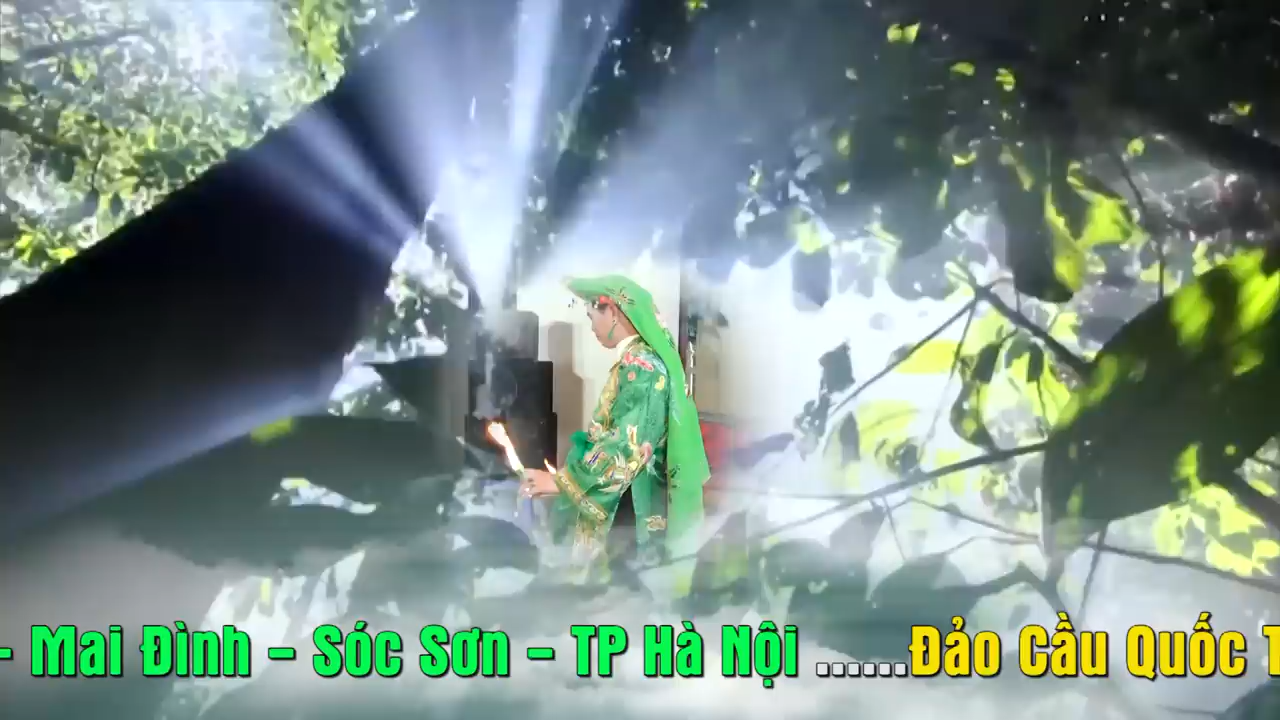 - Mai Đình - Sóc Sơn - TP Hà Nội ......Đảo Cầu Quốc